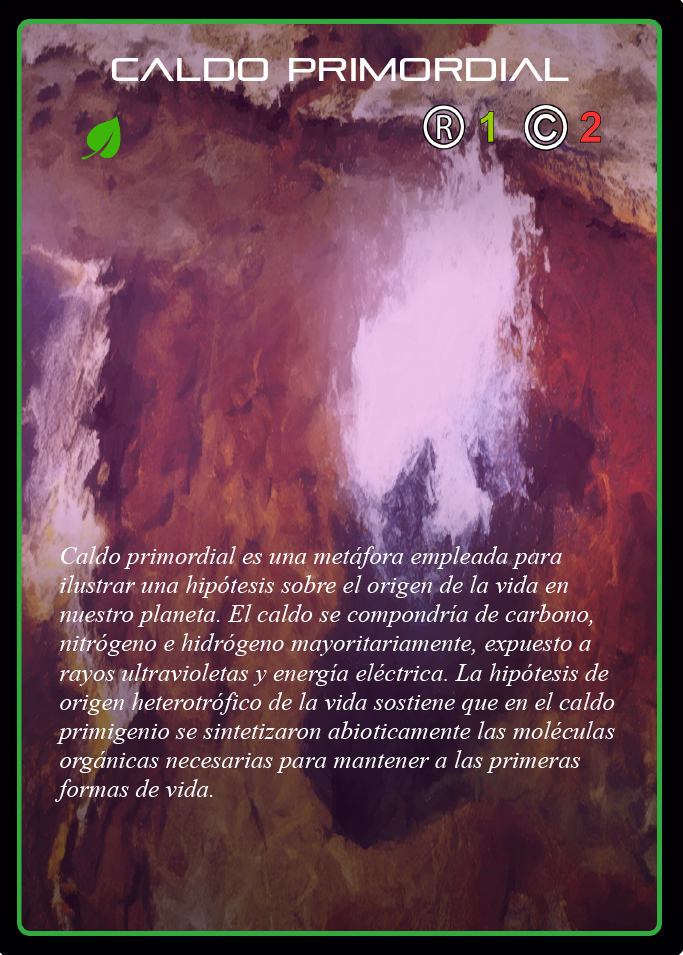 CALDO PRIMORDIAL
® 1 © 2
Caldo primordial es una metáfora empleada para
ilustrar una hipótesis sobre el origen de la vida en
nuestro planeta. El caldo se compondría de carbono,
nitrógeno e hidrógeno mayoritariamente, expuesto a
rayos ultravioletas y energía eléctrica. La hipótesis de
origen heterotrófico de la vida sostiene que en el caldo
primigenio se sintetizaron abioticamente las moléculas
orgánicas necesarias para mantener a las primeras
formas de vida.